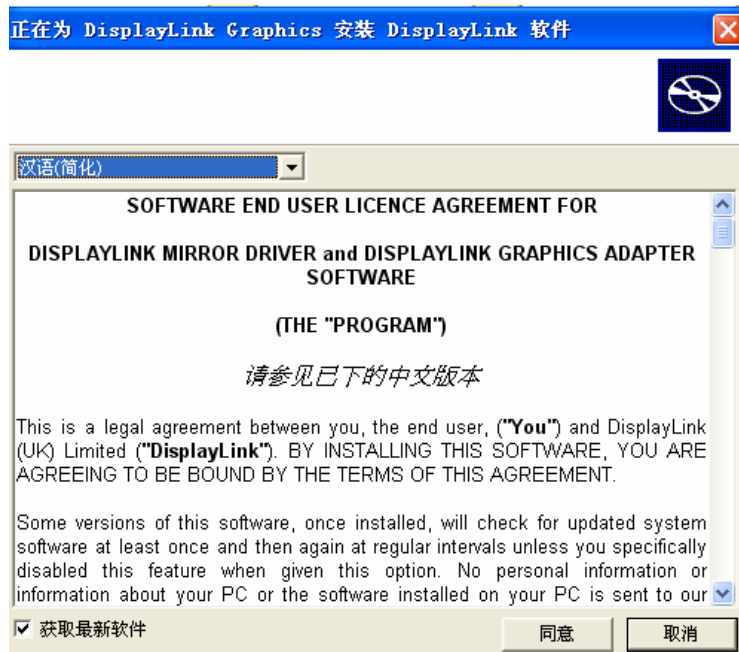 正在为 DisplayLink Graphics 安装 DisplayLink 软件
汉语(简化)
SOFTWARE END USER LICENCE AGREEMENT FOR
DISPLAYLINK MIRROR DRIVER and DISPLAYLINK GRAPHICS ADAPTER
SOFTWARE
(THE "PROGRAM")
请参见已下的中文版本
This is a legal agreement between you, the end user, ("You") and DisplayLink
(UK) Limited ("DisplayLink"). BY INSTALLING THIS SOFTWARE, YOU ARE
AGREEING TO BE BOUND BY THE TERMS OF THIS AGREEMENT.
Some versions of this software, once installed, will check for updated system
software at least once and then again at regular intervals unless you specifically
disabled this feature when given this option. No personal information or
information about your PC or the software installed on your PC is sent to our
获取最新软件
同意
取消